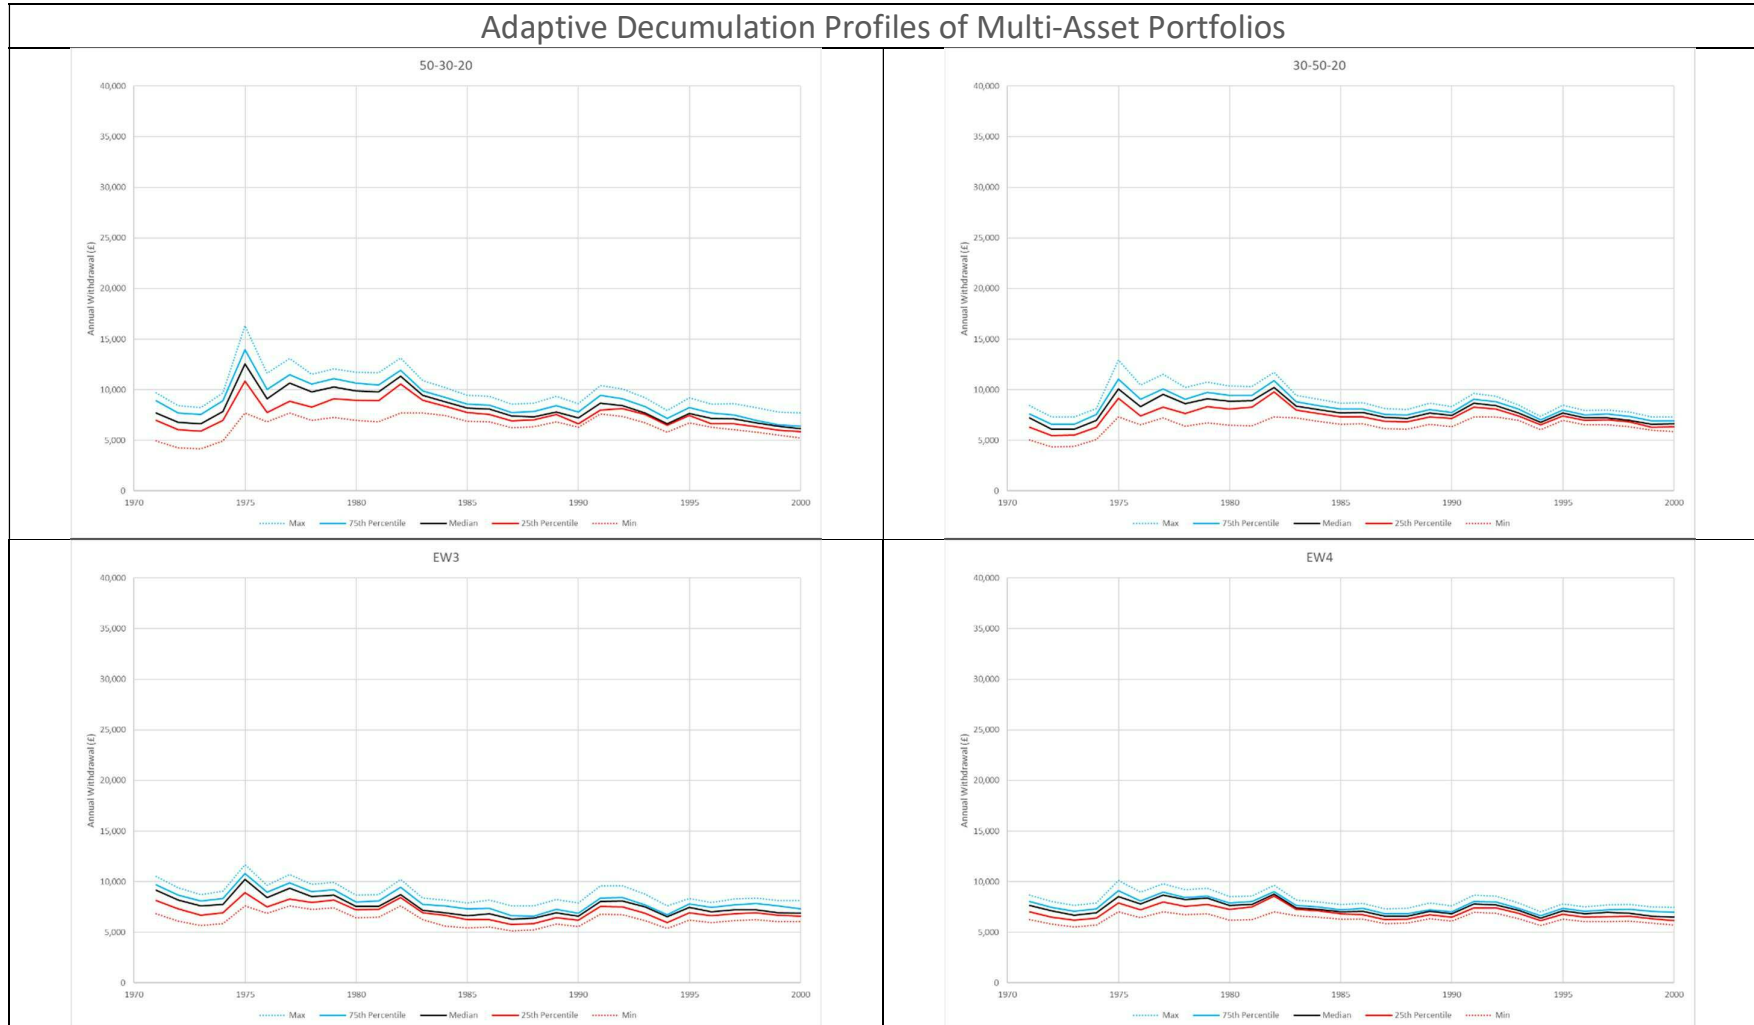 Adaptive Decumulation Profiles of Multi-Asset Portfolios
50-30-20
Annual Withdrawal (£)
40,000
35,000
30,000
25,000
20,000
15,000
10,000
5,000
0
1970 1975 1980 1985 1990 1995 2000
Max 75th Percentile Median 25th Percentile Min
30-50-20
Annual Withdrawal (£)
40,000
35,000
30,000
25,000
20,000
15,000
10,000
5,000
0
1970 1975 1980 1985 1990 1995 2000
Max 75th Percentile Median 25th Percentile Min
EW3
Annual Withdrawal (£)
40,000
35,000
30,000
25,000
20,000
15,000
10,000
5,000
0
1970 1975 1980 1985 1990 1995 2000
Max 75th Percentile Median 25th Percentile Min
EW4
Annual Withdrawal (£)
40,000
35,000
30,000
25,000
20,000
15,000
10,000
5,000
0
1970 1975 1980 1985 1990 1995 2000
Max 75th Percentile Median 25th Percentile Min